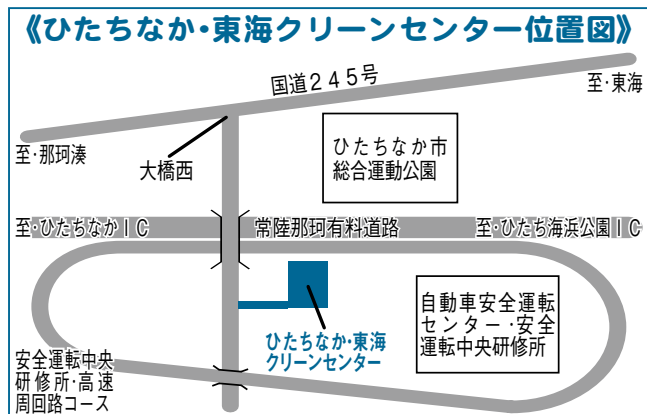 《ひたちなか・東海クリーンセンター位置図》
国道245号
至・東海
至・那珂湊
大橋西
ひたちなか市
総合運動公園
至・ひたちなかIC
常陸那珂有料道路
至・ひたち海浜公園IC
自動車安全運転
センター・安全
運転中央研修所
ひたちなか・東海
クリーンセンター
安全運転中央
研修所・高速
周回路コース